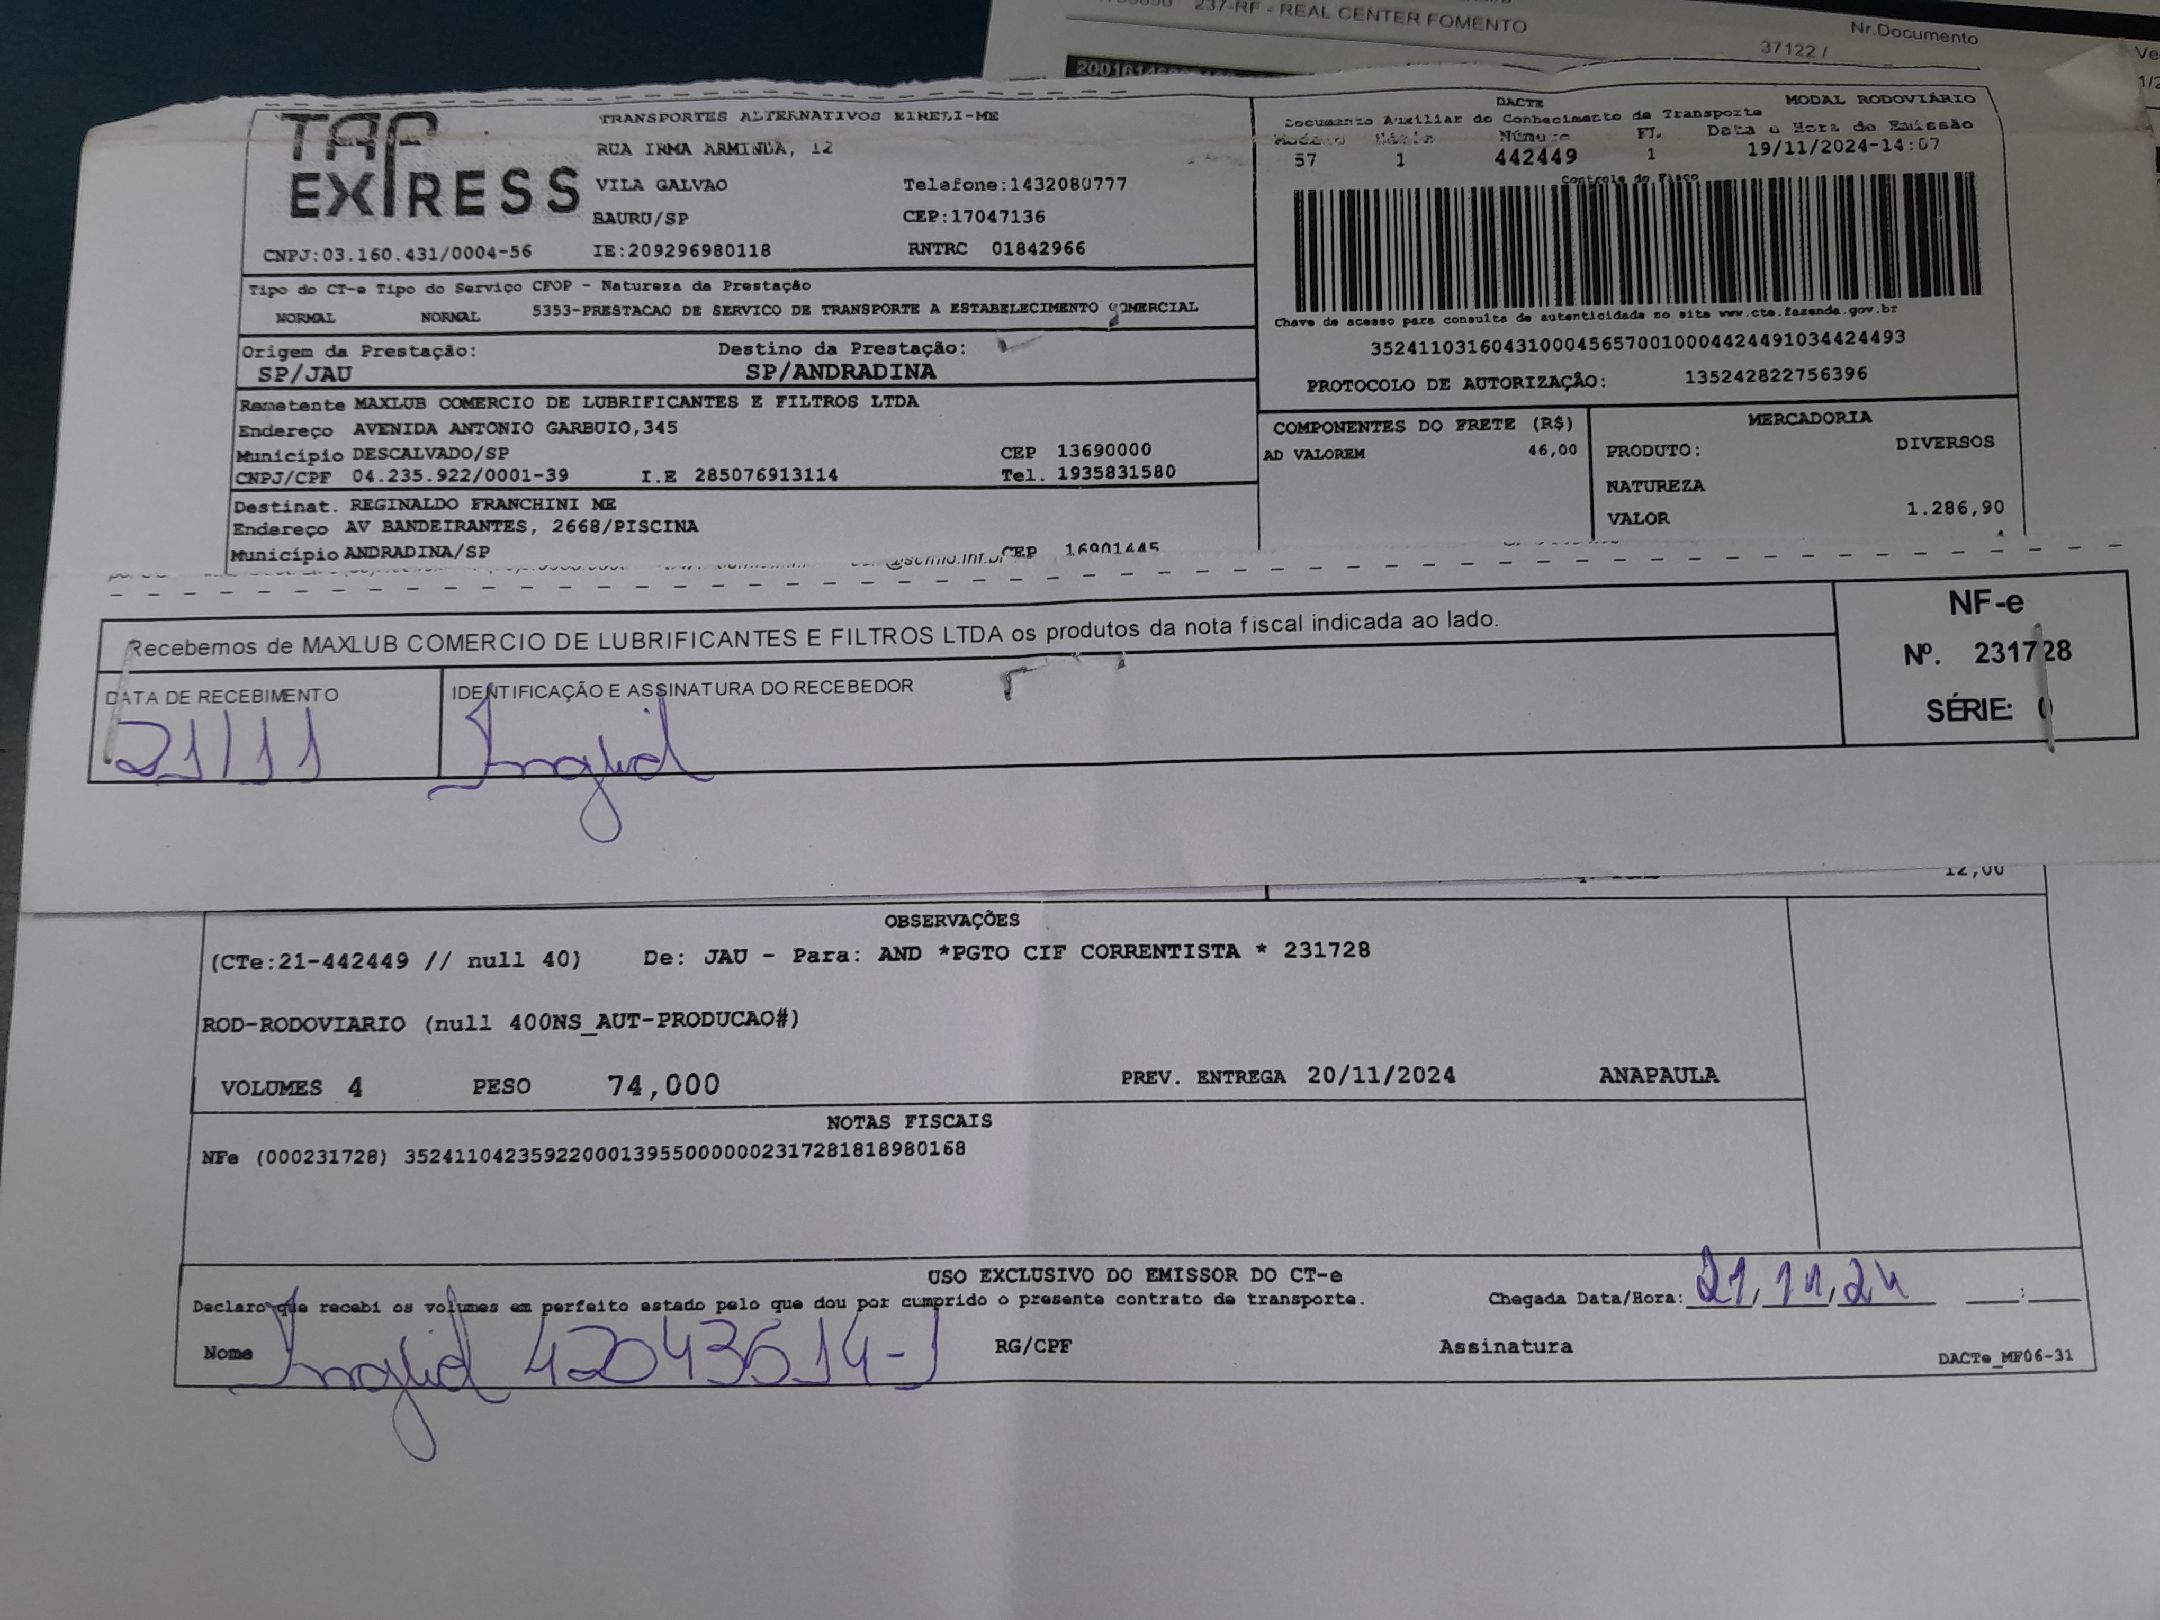 237-RF - REAL CENTER FOMENTO
Nr.Documento
37122 /
TAF
EXPRESS
TRANSPORTES ALTERNATIVOS EIRELI-ME
RUA IRMA ARMINDA, 12
VILA GALVAO Telefone:1432080777
BAURU/SP CEP:17047136
CNPJ:03.160.431/0004-56 IE:209296980118 RNTRC 01842966
DACTE MODAL RODOVIÁRIO
Documento Auxiliar do Conhecimento de Transporte
Modelo Série Número FL. Data e Hora de Emissão
57 1 442449 1 19/11/2024-14:07
Controle do Fisco
Chave de acesso para consulta de autenticidade no site www.cte.fazenda.gov.br
35241103160431000456570010004424491034424493
PROTOCOLO DE AUTORIZAÇÃO: 135242822756396
Tipo do CT-e Tipo do Serviço CFOP - Natureza da Prestação
NORMAL NORMAL 5353-PRESTACAO DE SERVICO DE TRANSPORTE A ESTABELECIMENTO COMERCIAL
Origem da Prestação: Destino da Prestação:
SP/JAU SP/ANDRADINA
Remetente MAXLUB COMERCIO DE LUBRIFICANTES E FILTROS LTDA
Endereço AVENIDA ANTONIO GARBUIO,345
Município DESCALVADO/SP CEP 13690000
CNPJ/CPF 04.235.922/0001-39 I.E 285076913114 Tel. 1935831580
Destinat. REGINALDO FRANCHINI ME
Endereço AV BANDEIRANTES, 2668/PISCINA
Município ANDRADINA/SP CEP 16901445
COMPONENTES DO FRETE (R$)
AD VALOREM 46,00
MERCADORIA
PRODUTO: DIVERSOS
NATUREZA
VALOR 1.286,90
Recebemos de MAXLUB COMERCIO DE LUBRIFICANTES E FILTROS LTDA os produtos da nota fiscal indicada ao lado.
DATA DE RECEBIMENTO
21/11
IDENTIFICAÇÃO E ASSINATURA DO RECEBEDOR
Inglid
NF-e
Nº. 231728
SÉRIE: 0
12,00
OBSERVAÇÕES
(CTe:21-442449 // null 40) De: JAU - Para: AND *PGTO CIF CORRENTISTA * 231728
ROD-RODOVIARIO (null 400NS_AUT-PRODUCAO#)
VOLUMES 4 PESO 74,000 PREV. ENTREGA 20/11/2024 ANAPAULA
NOTAS FISCAIS
NFe (000231728) 35241104235922000139550000002317281818980168
USO EXCLUSIVO DO EMISSOR DO CT-e
Declaro que recebi os volumes em perfeito estado pelo que dou por cumprido o presente contrato de transporte. Chegada Data/Hora: 21, 11, 24 :
Nome Inglid 42043614-J RG/CPF Assinatura
DACTe_MF06-31